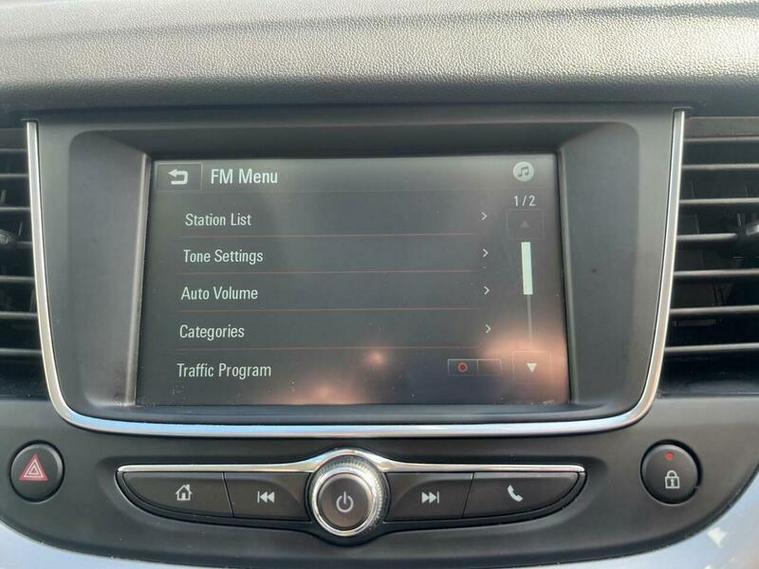 FM Menu
1/2
Station List
Tone Settings
Auto Volume
Categories
Traffic Program